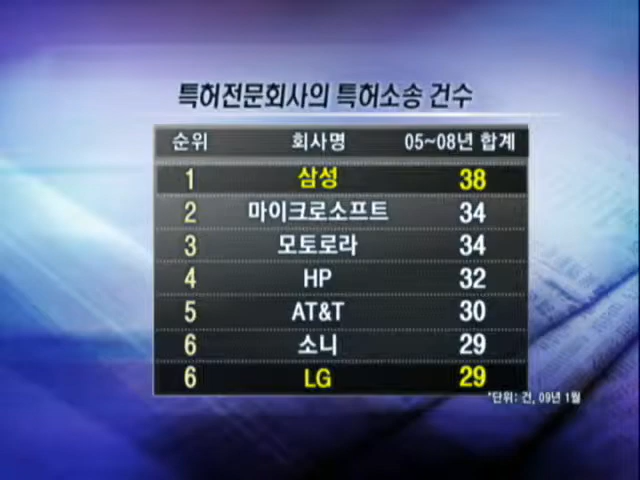 특허전문회사의 특허소송 건수
순위 회사명 05~08년 합계
1 삼성 38
2 마이크로소프트 34
3 모토로라 34
4 HP 32
5 AT&T 30
6 소니 29
6 LG 29
*단위: 건, 09년 1월